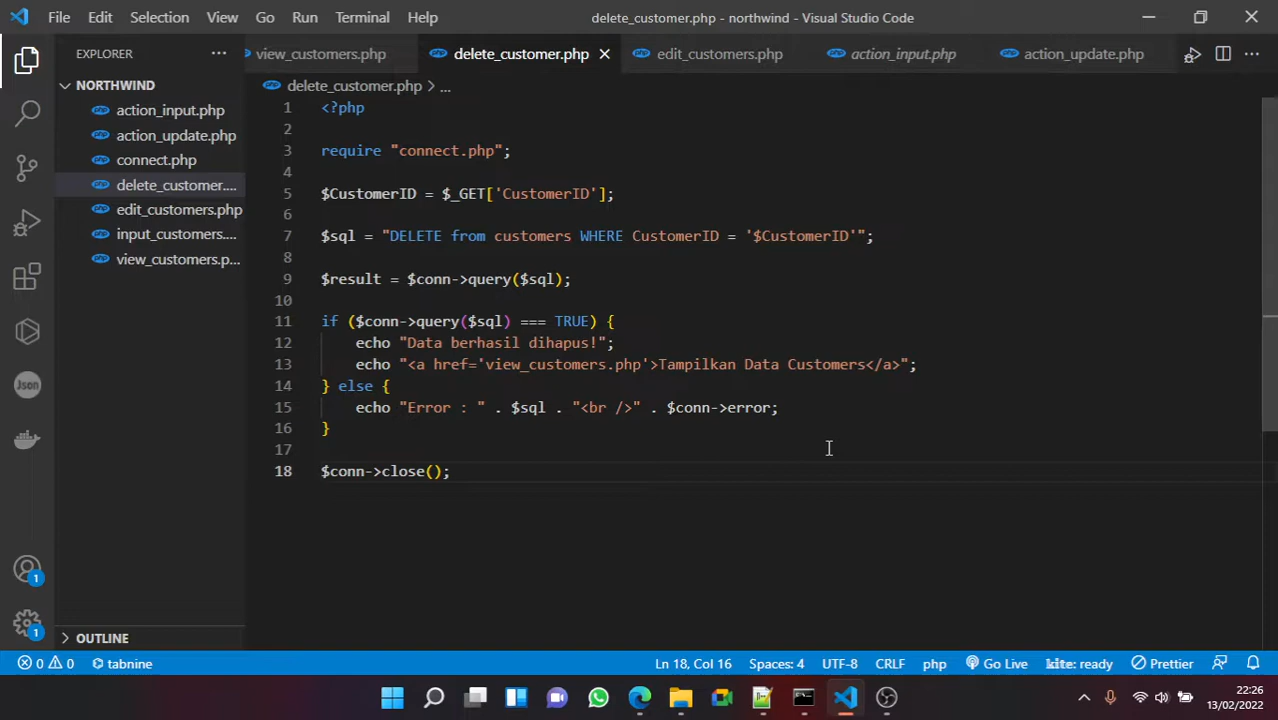 File Edit Selection View Go Run Terminal Help
delete_customer.php - northwind - Visual Studio Code
EXPLORER
view_customers.php
delete_customer.php
edit_customers.php
action_input.php
action_update.php
NORTHWIND
action_input.php
action_update.php
connect.php
delete_customer....
edit_customers.php
input_customers....
view_customers.p...
delete_customer.php > ...
1 <?php
2
3 require "connect.php";
4
5 $CustomerID = $_GET['CustomerID'];
6
7 $sql = "DELETE from customers WHERE CustomerID = '$CustomerID'";
8
9 $result = $conn->query($sql);
10
11 if ($conn->query($sql) === TRUE) {
12 echo "Data berhasil dihapus!";
13 echo "<a href='view_customers.php'>Tampilkan Data Customers</a>";
14 } else {
15 echo "Error : " . $sql . "<br />" . $conn->error;
16 }
17
18 $conn->close();
Json
1
1
OUTLINE
0 0 tabnine
Ln 18, Col 16 Spaces: 4 UTF-8 CRLF php Go Live kite: ready Prettier
22:26
13/02/2022